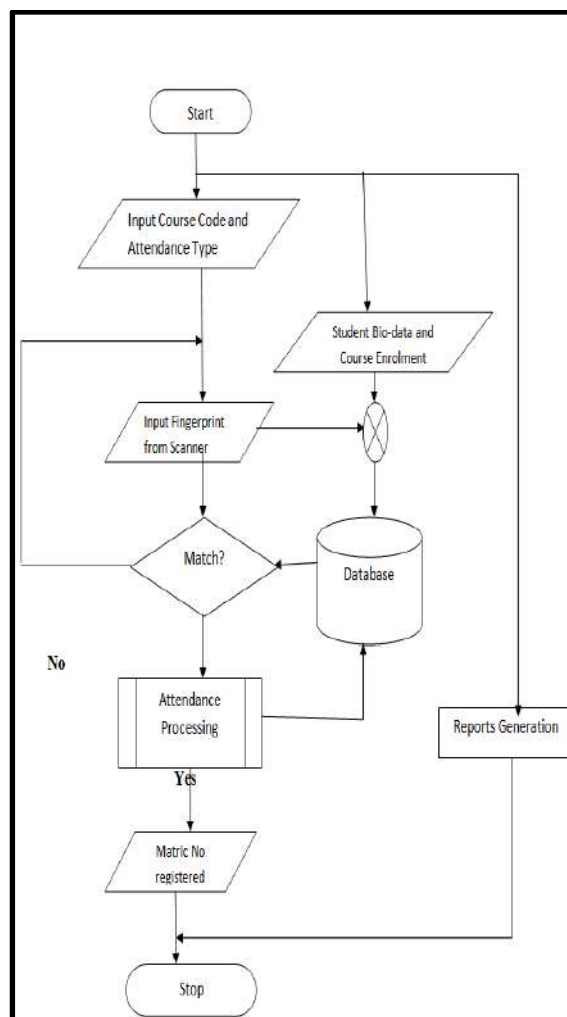 Start
Input Course Code and
Attendance Type
Student Bio-data and
Course Enrolment
Input Fingerprint
from Scanner
Match?
Database
No
Attendance
Processing
Reports Generation
Yes
Matric No
registered
Stop